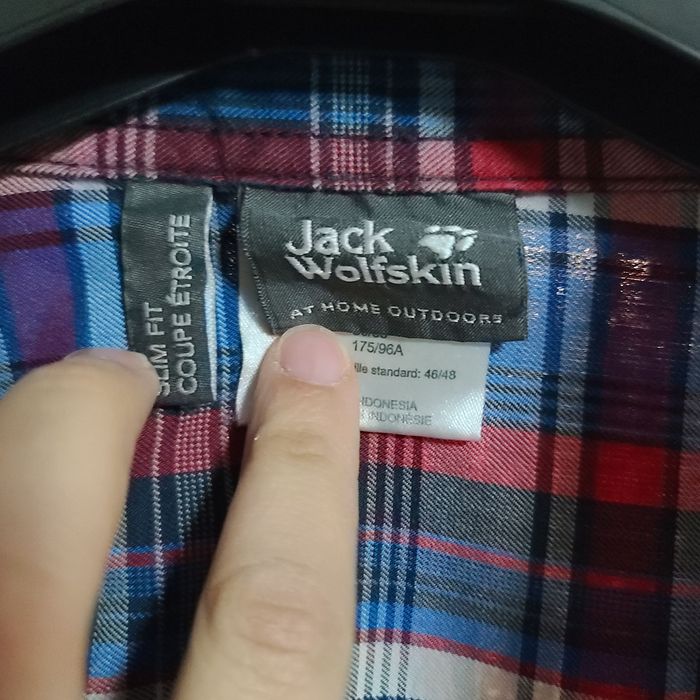 SLIM FIT
COUPE ÉTROITE
Jack
Wolfskin
AT HOME OUTDOORS
175/96A
standard: 46/48
INDONESIA
INDONÉSIE